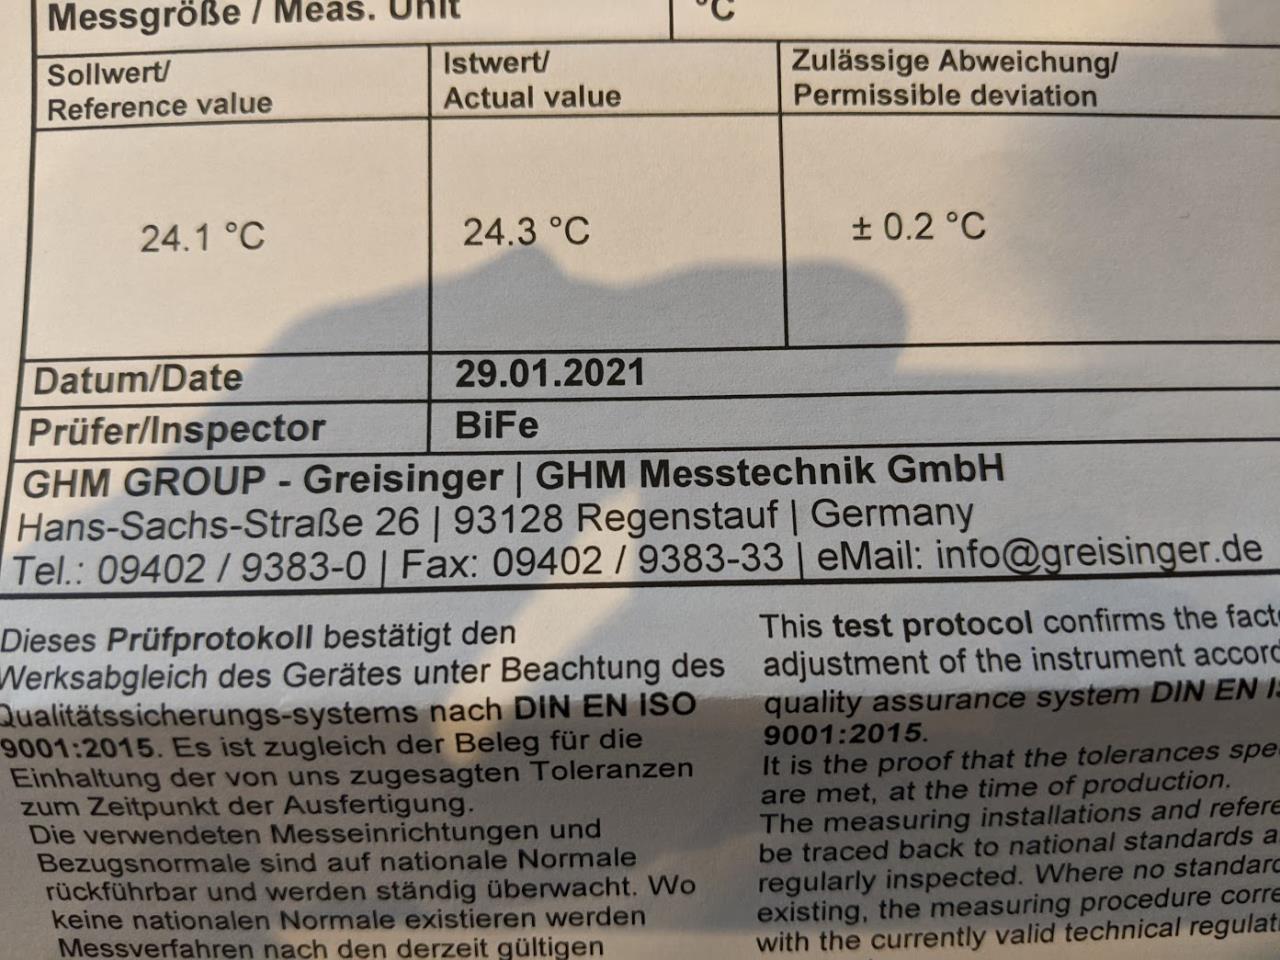 Messgröße / Meas. Unit °C
Sollwert/
Reference value
Istwert/
Actual value
Zulässige Abweichung/
Permissible deviation
24.1 °C 24.3 °C ± 0.2 °C
Datum/Date 29.01.2021
Prüfer/Inspector BiFe
GHM GROUP - Greisinger | GHM Messtechnik GmbH
Hans-Sachs-Straße 26 | 93128 Regenstauf | Germany
Tel.: 09402 / 9383-0 | Fax: 09402 / 9383-33 | eMail: info@greisinger.de
Dieses Prüfprotokoll bestätigt den
Werksabgleich des Gerätes unter Beachtung des
Qualitätssicherungs-systems nach DIN EN ISO
9001:2015. Es ist zugleich der Beleg für die
Einhaltung der von uns zugesagten Toleranzen
zum Zeitpunkt der Ausfertigung.
Die verwendeten Messeinrichtungen und
Bezugsnormale sind auf nationale Normale
rückführbar und werden ständig überwacht. Wo
keine nationalen Normale existieren werden
Messverfahren nach den derzeit gültigen
This test protocol confirms the
adjustment of the instrument
quality assurance system DIN EN
9001:2015.
It is the proof that the tolerances
are met, at the time of production.
The measuring installations and
be traced back to national standards
regularly inspected. Where no
existing, the measuring procedure
with the currently valid technical